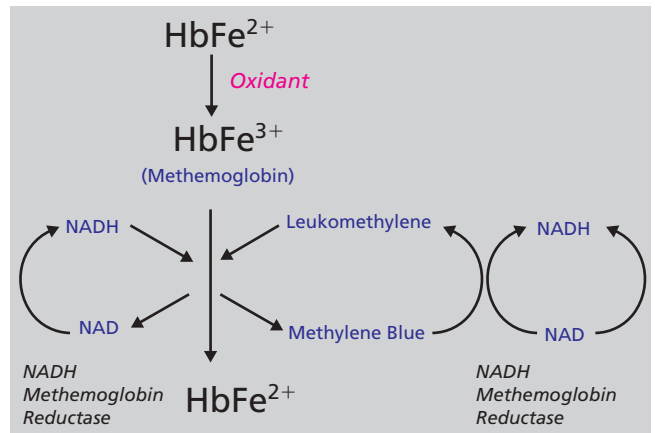 HbFe²⁺
Oxidant
HbFe³⁺
(Methemoglobin)
NADH
Leukomethylene
NADH
NAD
Methylene Blue
NAD
NADH
Methemoglobin
Reductase
HbFe²⁺
NADH
Methemoglobin
Reductase